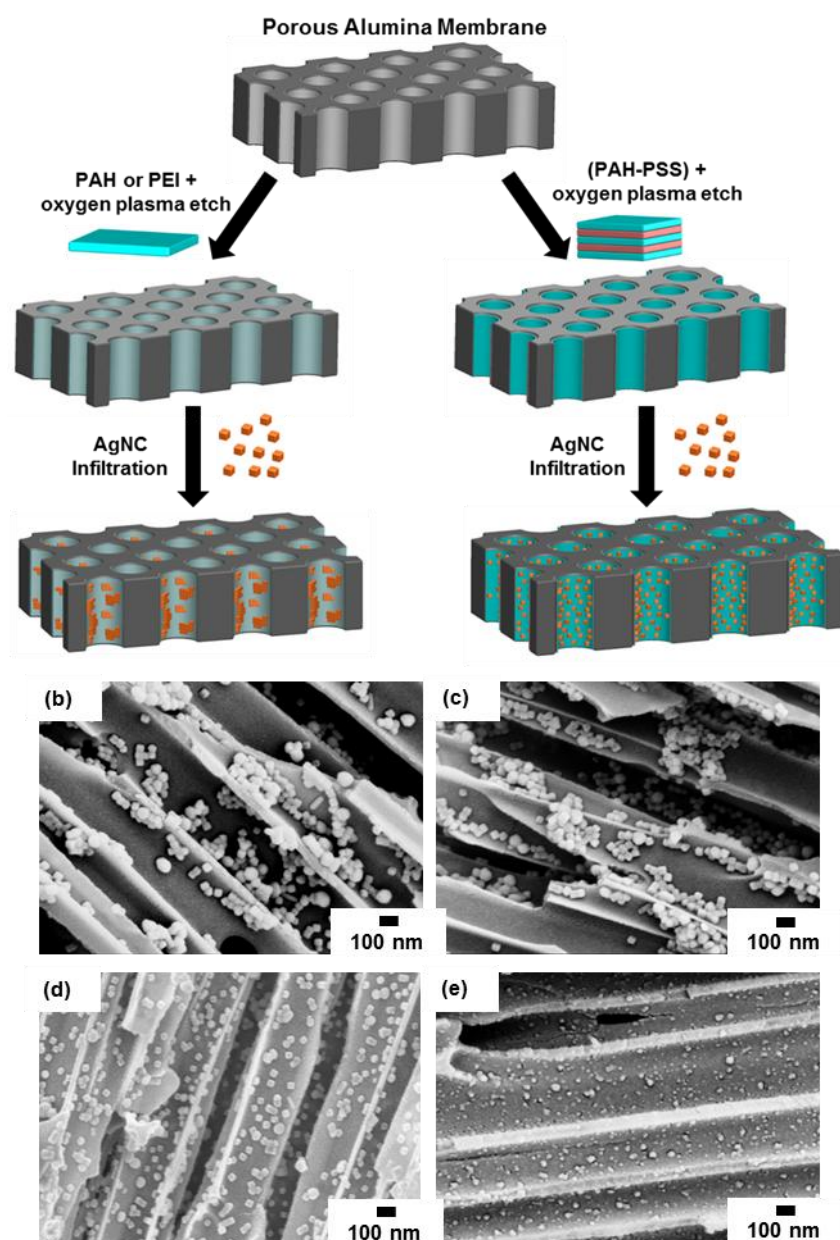 Porous Alumina Membrane
PAH or PEI +
oxygen plasma etch
(PAH-PSS) +
oxygen plasma etch
AgNC
Infiltration
AgNC
Infiltration
(b)
100 nm
(c)
100 nm
(d)
100 nm
(e)
100 nm